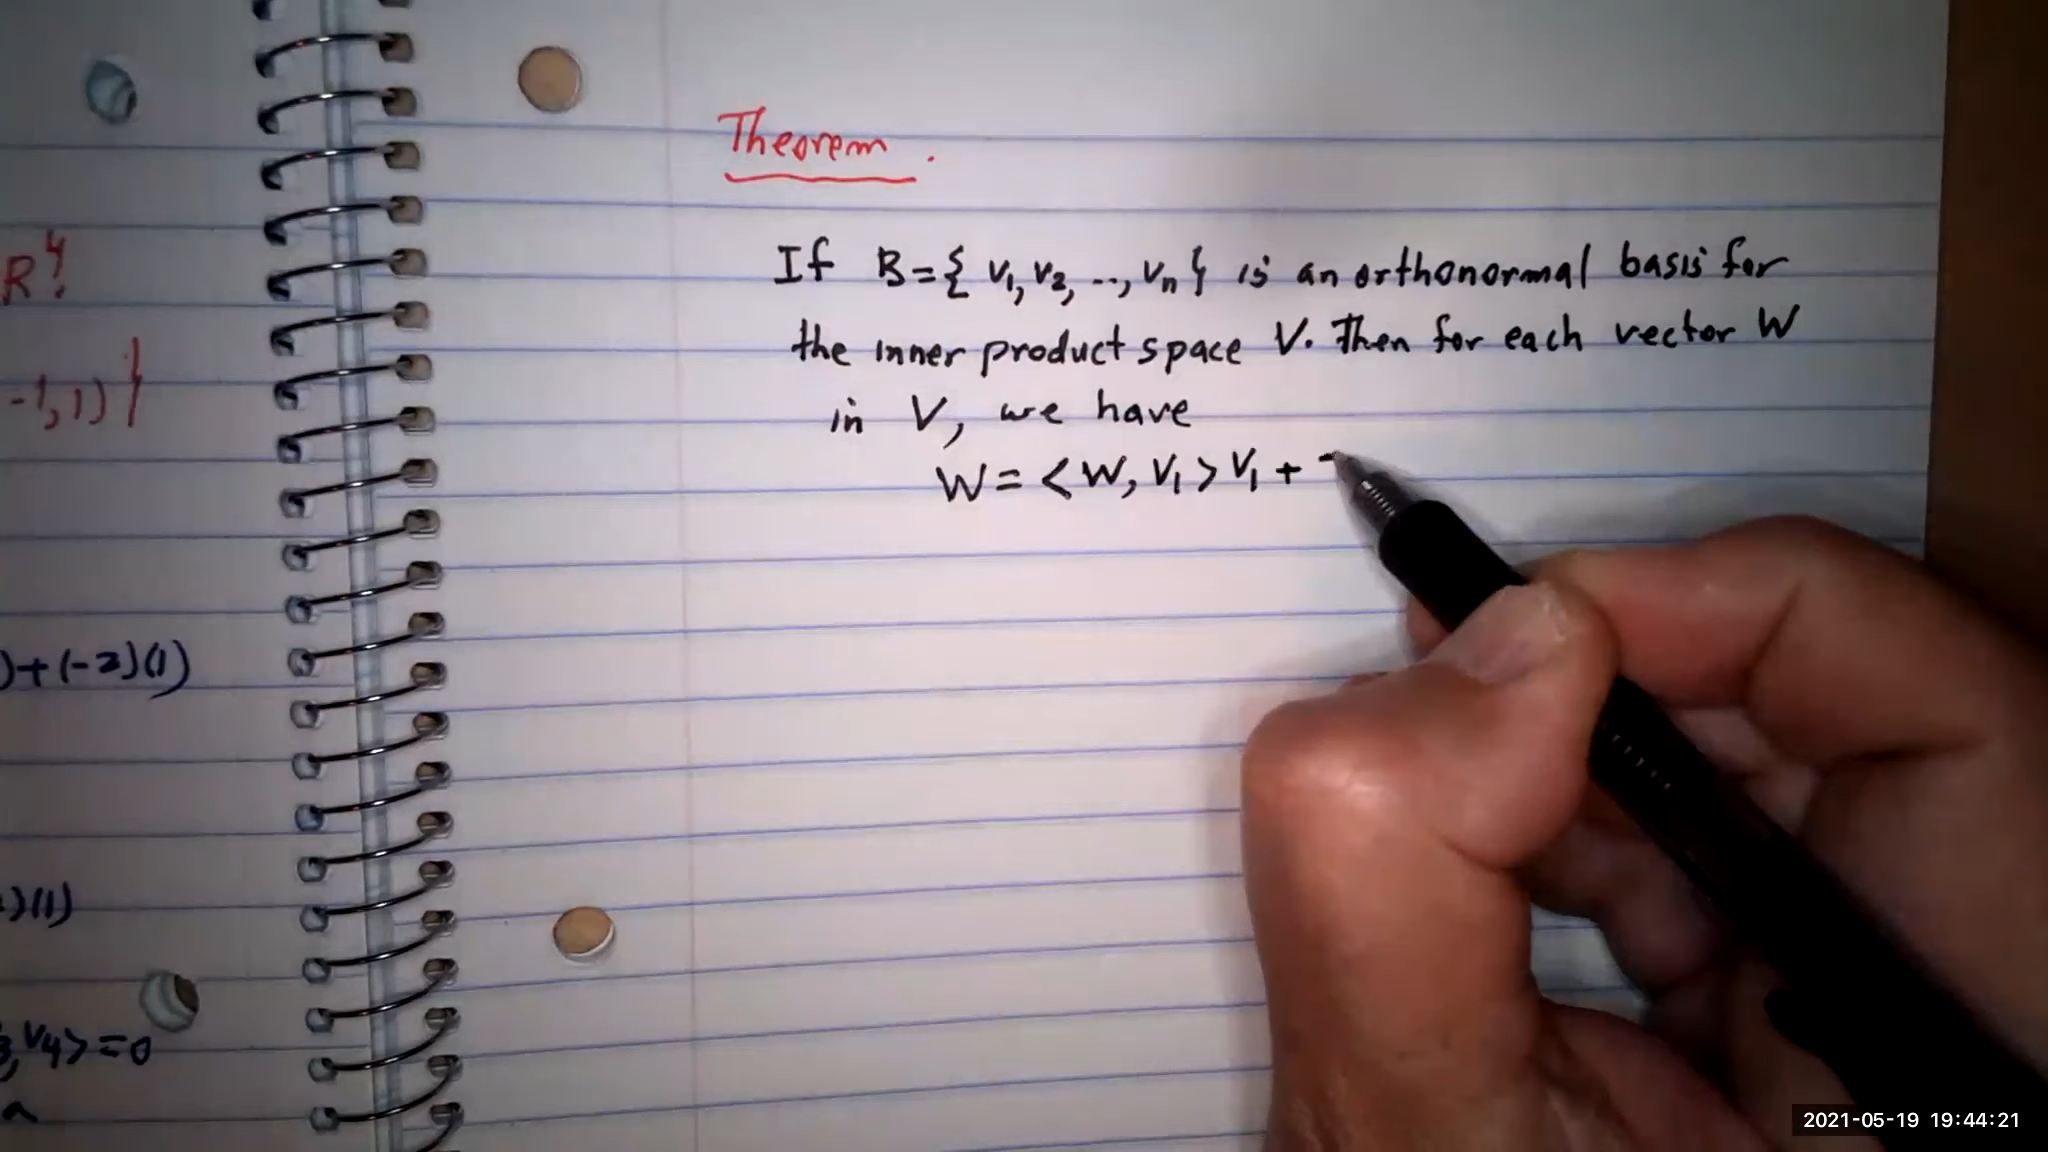 Theorem.
If B={ v₁, v₂, .., vₙ } is an orthonormal basis for
the inner product space V. Then for each vector W
in V, we have
W = < W, v₁ > v₁ +
R⁴
-1, 1) }
)+(-2)(1)
)(1)
,v₄> = 0
2021-05-19 19:44:21